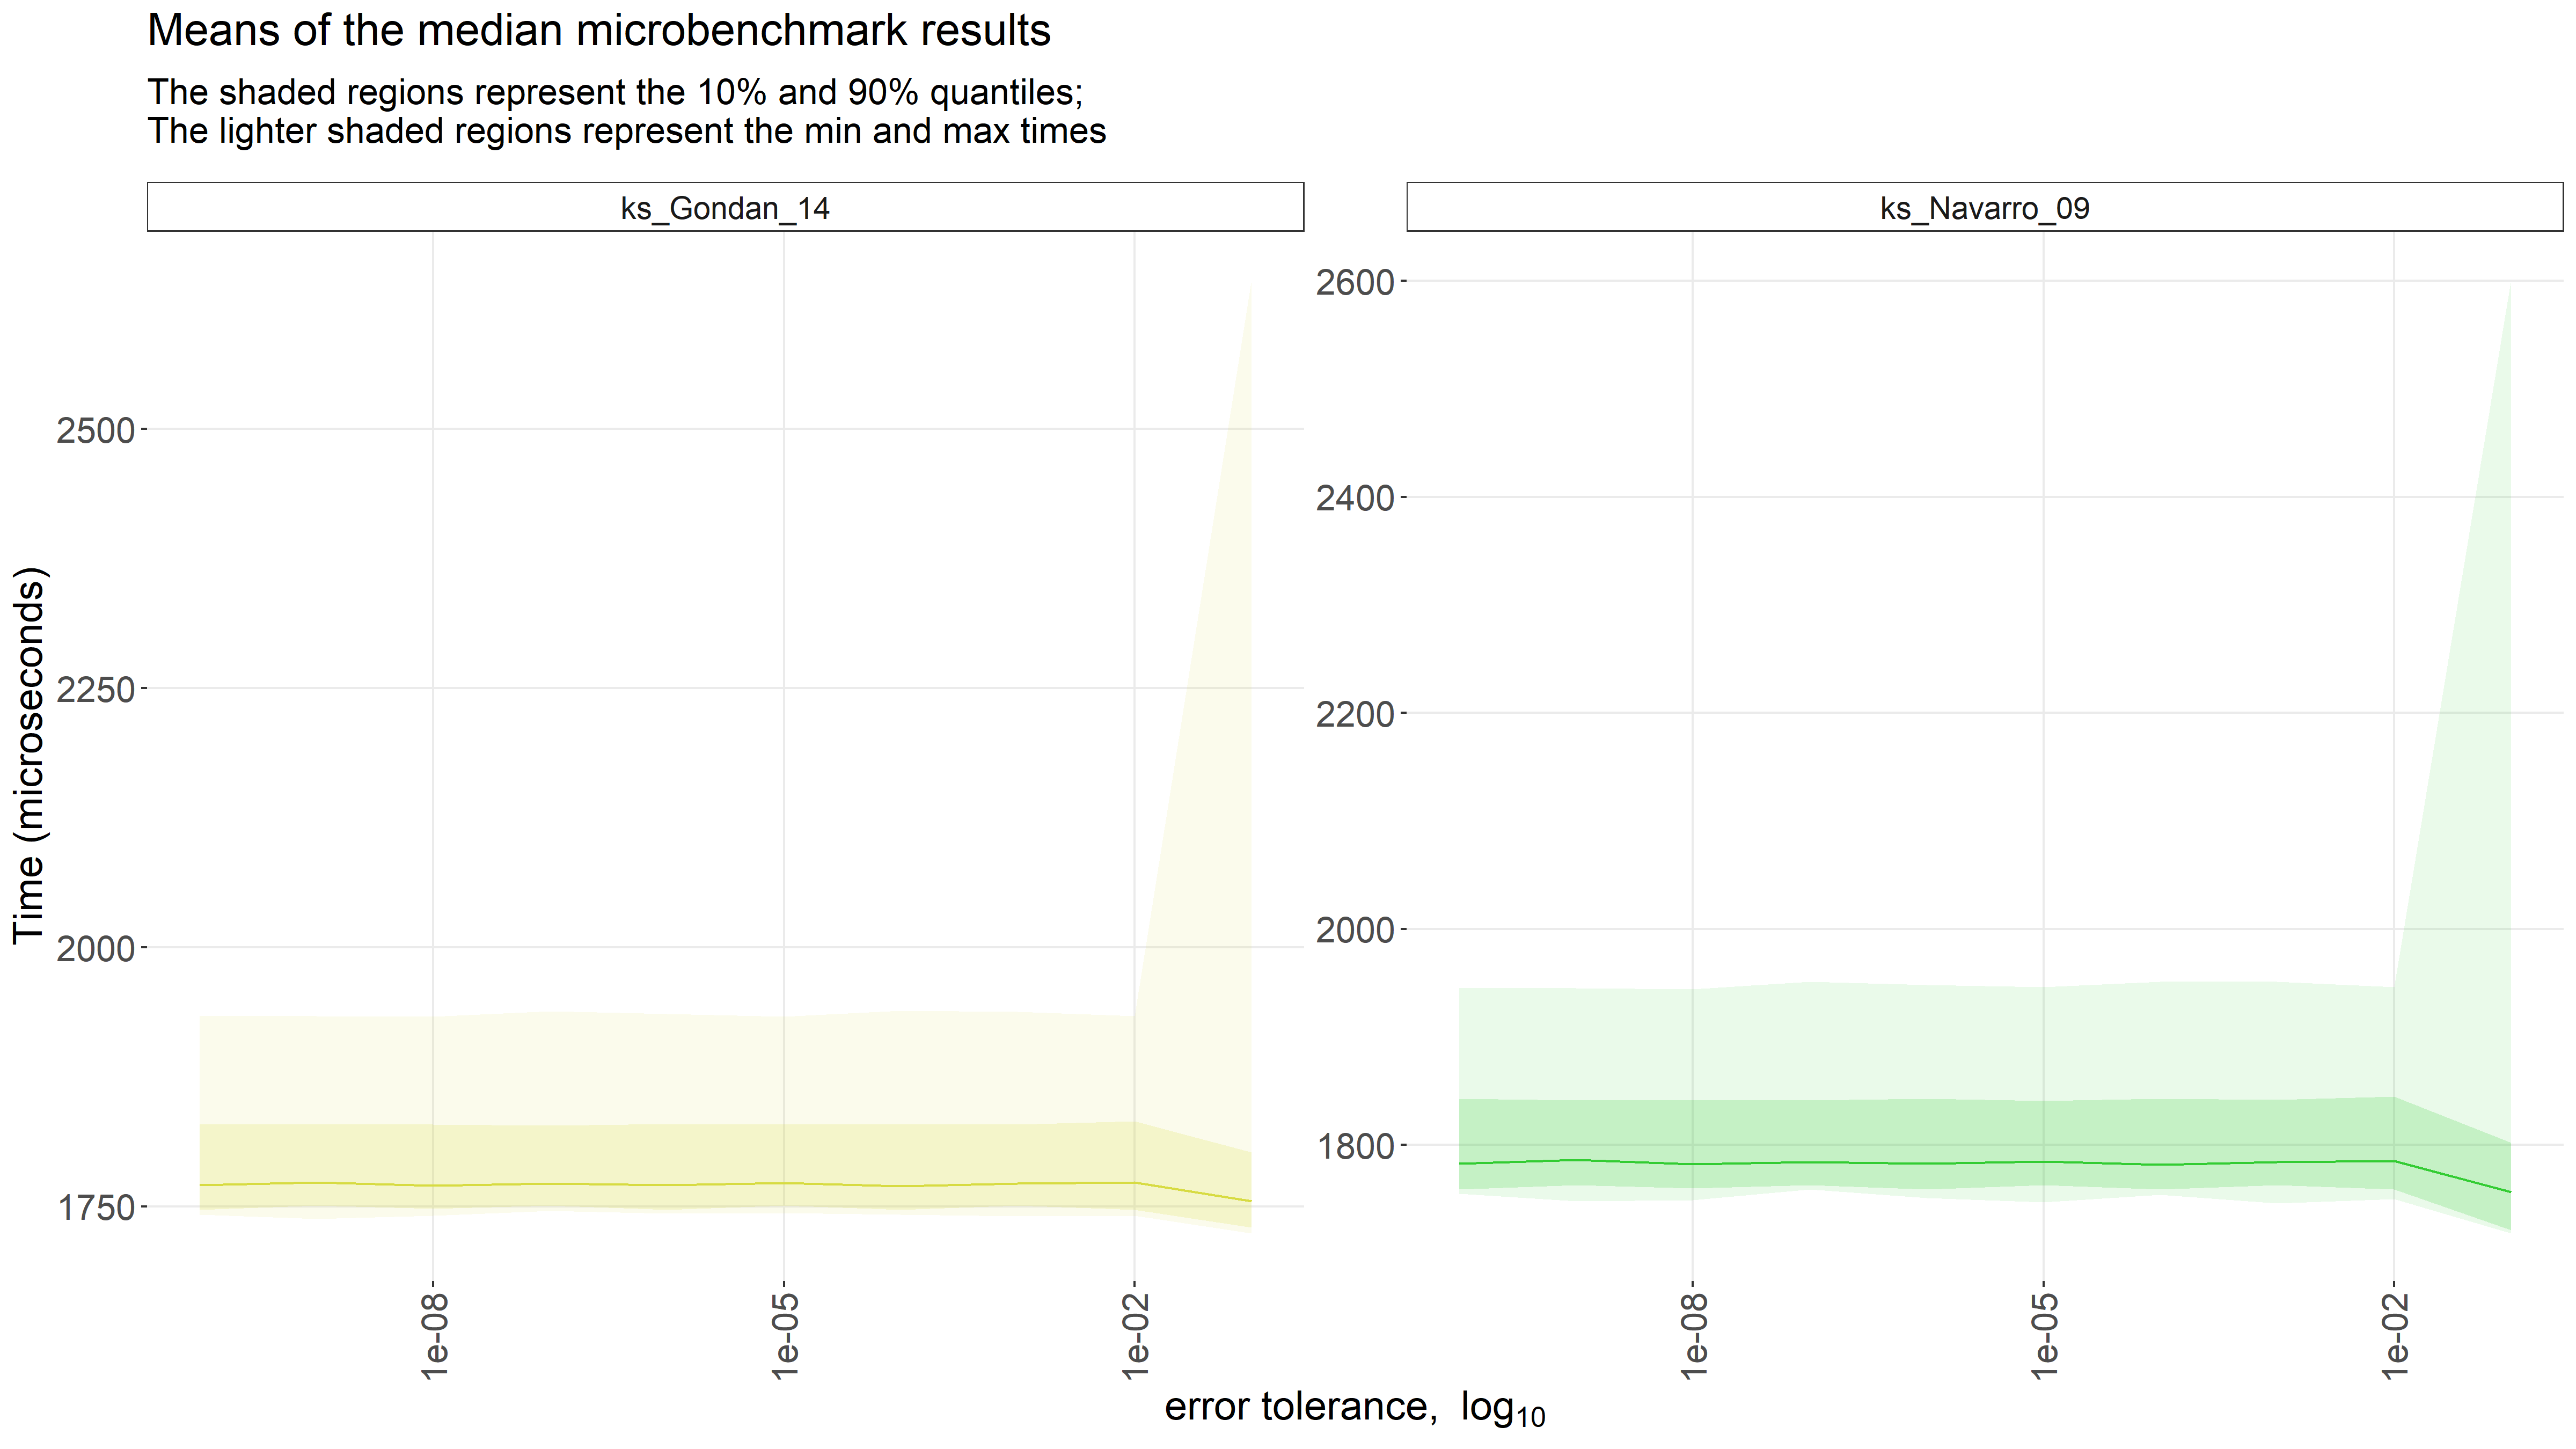 Means of the median microbenchmark results
The shaded regions represent the 10% and 90% quantiles;
The lighter shaded regions represent the min and max times
ks_Gondan_14
ks_Navarro_09
Time (microseconds)
2500
2250
2000
1750
2600
2400
2200
2000
1800
1e-08
1e-05
1e-02
1e-08
1e-05
1e-02
error tolerance, log10